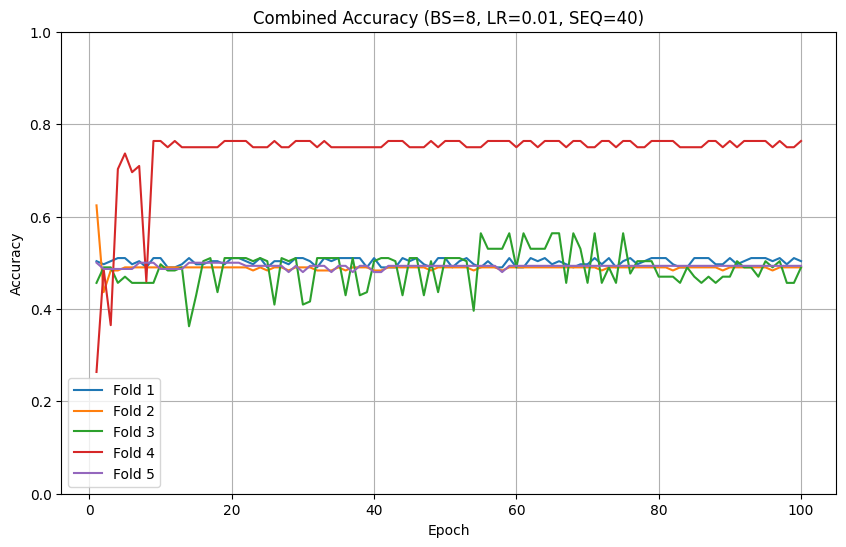 Combined Accuracy (BS=8, LR=0.01, SEQ=40)
1.0
0.8
0.6
0.4
0.2
0.0
Accuracy
Fold 1
Fold 2
Fold 3
Fold 4
Fold 5
0 20 40 60 80 100
Epoch